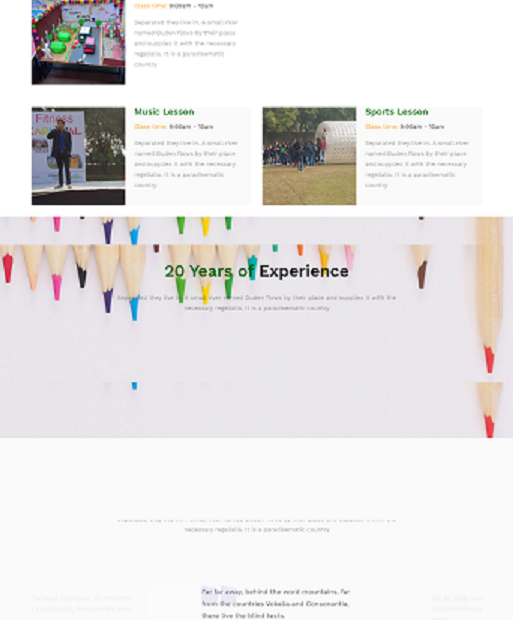 Class time: 9:00am - 10am
Separated they live in. A small river
named Duden flows by their place
and supplies it with the necessary
regelialia. It is a paradisematic
country
Fitness
Music Lesson
Class time: 9:00am - 10am
Separated they live in. A small river
named Duden flows by their place
and supplies it with the necessary
regelialia. It is a paradisematic
country
Sports Lesson
Class time: 9:00am - 10am
Separated they live in. A small river
named Duden flows by their place
and supplies it with the necessary
regelialia. It is a paradisematic
country
20 Years of Experience
Separated they live in. A small river named Duden flows by their place and supplies it with the
necessary regelialia. It is a paradisematic country
necessary regelialia. It is a paradisematic country
Far far away, behind the word mountains, far
from the countries Vokalia and Consonantia,
there live the blind texts.